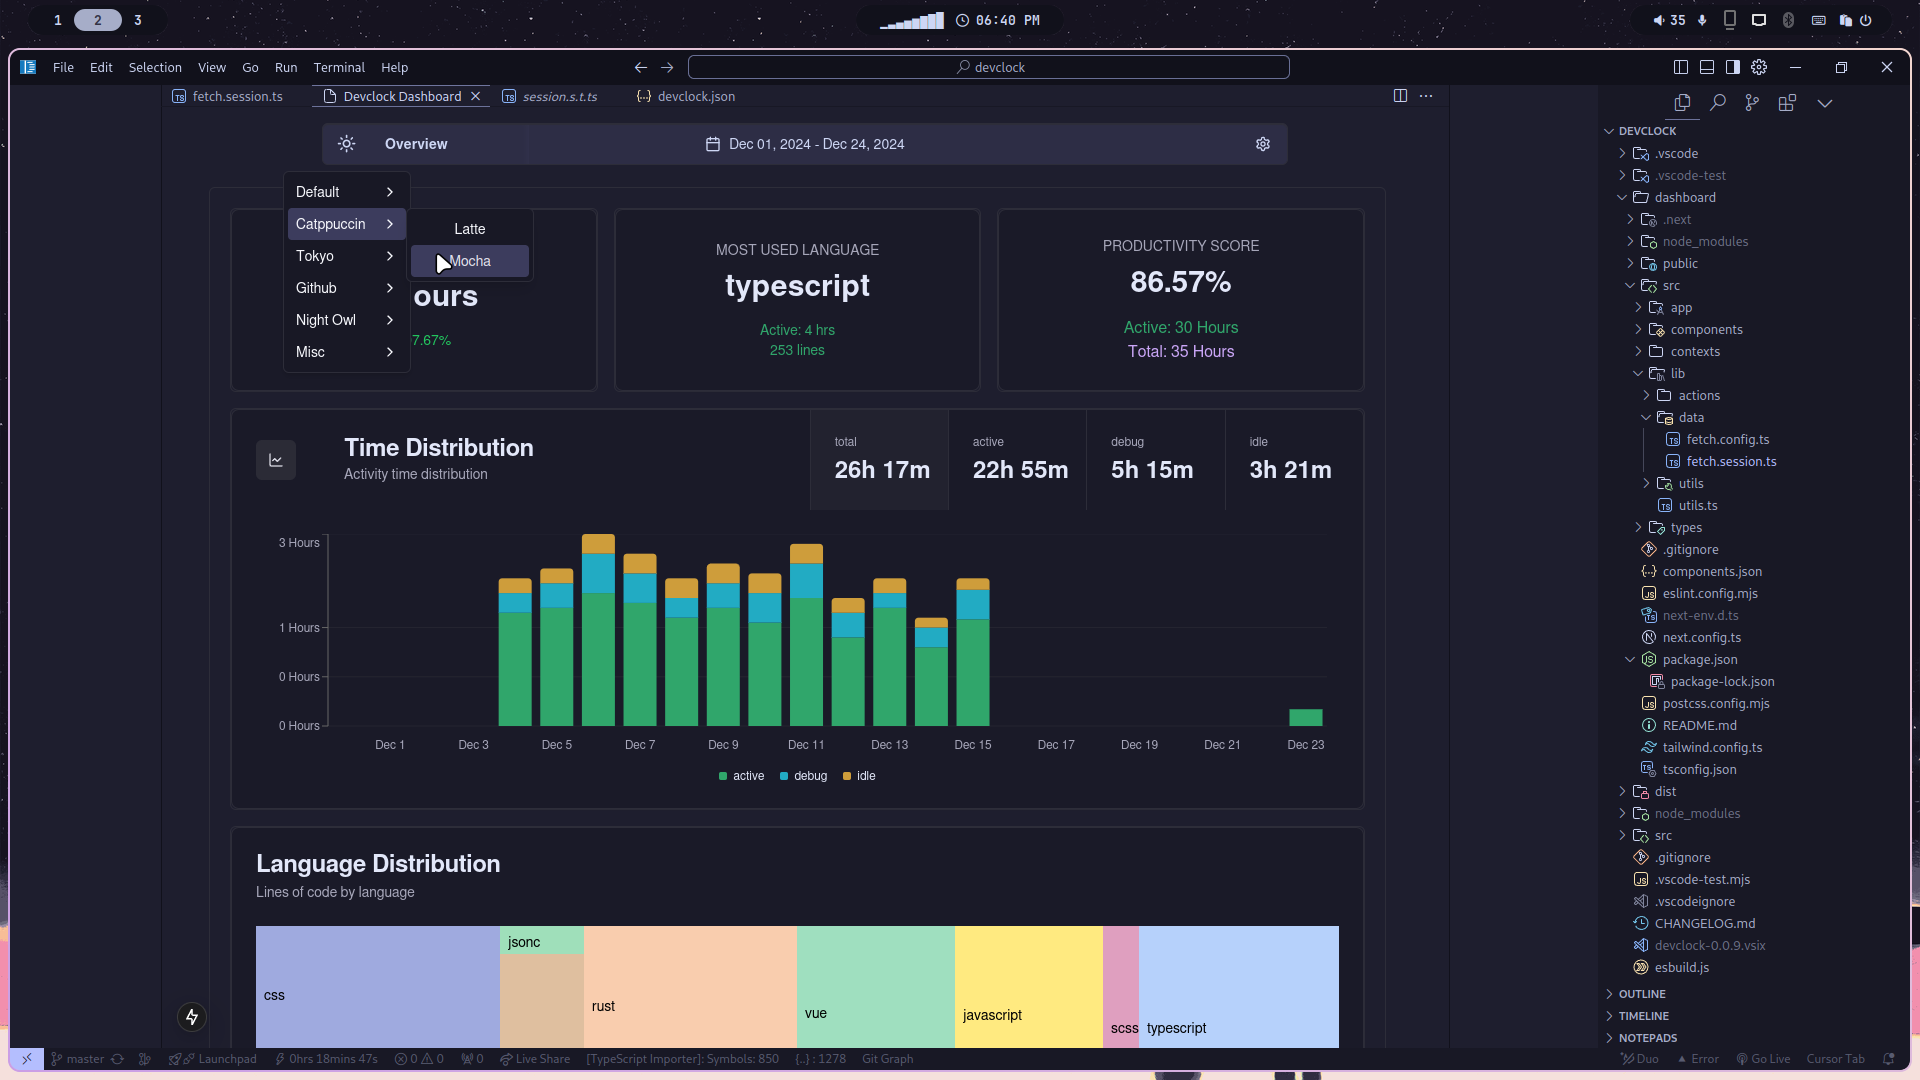 1 2 3
06:40 PM
35
File Edit Selection View Go Run Terminal Help
devclock
fetch.session.ts
Devclock Dashboard
session.s.t.ts
devclock.json
Overview
Dec 01, 2024 - Dec 24, 2024
Default
Catppuccin
Tokyo
Github
Night Owl
Misc
Latte
Mocha
ours
7.67%
MOST USED LANGUAGE
typescript
Active: 4 hrs
253 lines
PRODUCTIVITY SCORE
86.57%
Active: 30 Hours
Total: 35 Hours
Time Distribution
Activity time distribution
total
26h 17m
active
22h 55m
debug
5h 15m
idle
3h 21m
3 Hours
1 Hours
0 Hours
0 Hours
Dec 1 Dec 3 Dec 5 Dec 7 Dec 9 Dec 11 Dec 13 Dec 15 Dec 17 Dec 19 Dec 21 Dec 23
active debug idle
Language Distribution
Lines of code by language
css
jsonc
rust
vue
javascript
scss
typescript
DEVCLOCK
.vscode
.vscode-test
dashboard
.next
node_modules
public
src
app
components
contexts
lib
actions
data
fetch.config.ts
fetch.session.ts
utils
utils.ts
types
.gitignore
components.json
eslint.config.mjs
next-env.d.ts
next.config.ts
package.json
package-lock.json
postcss.config.mjs
README.md
tailwind.config.ts
tsconfig.json
dist
node_modules
src
.gitignore
.vscode-test.mjs
.vscodeignore
CHANGELOG.md
devclock-0.0.9.vsix
esbuild.js
OUTLINE
TIMELINE
NOTEPADS
master
Launchpad
0hrs 18mins 47s
0 0
0
Live Share
[TypeScript Importer]: Symbols: 850
{..} : 1278
Git Graph
Duo
Error
Go Live
Cursor Tab